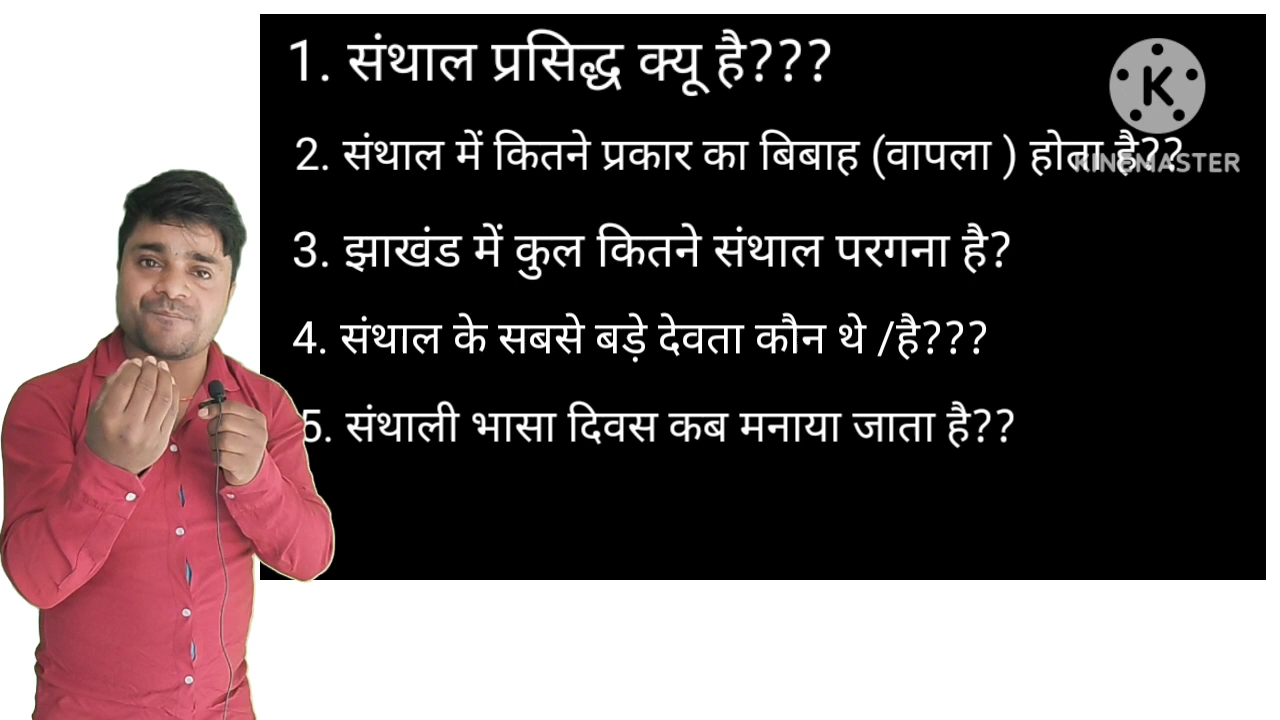 1. संथाल प्रसिद्ध क्यू है???
K
2. संथाल में कितने प्रकार का बिबाह (वापला ) होता है??
KINEMASTER
3. झाखंड में कुल कितने संथाल परगना है?
4. संथाल के सबसे बड़े देवता कौन थे /है???
5. संथाली भासा दिवस कब मनाया जाता है??